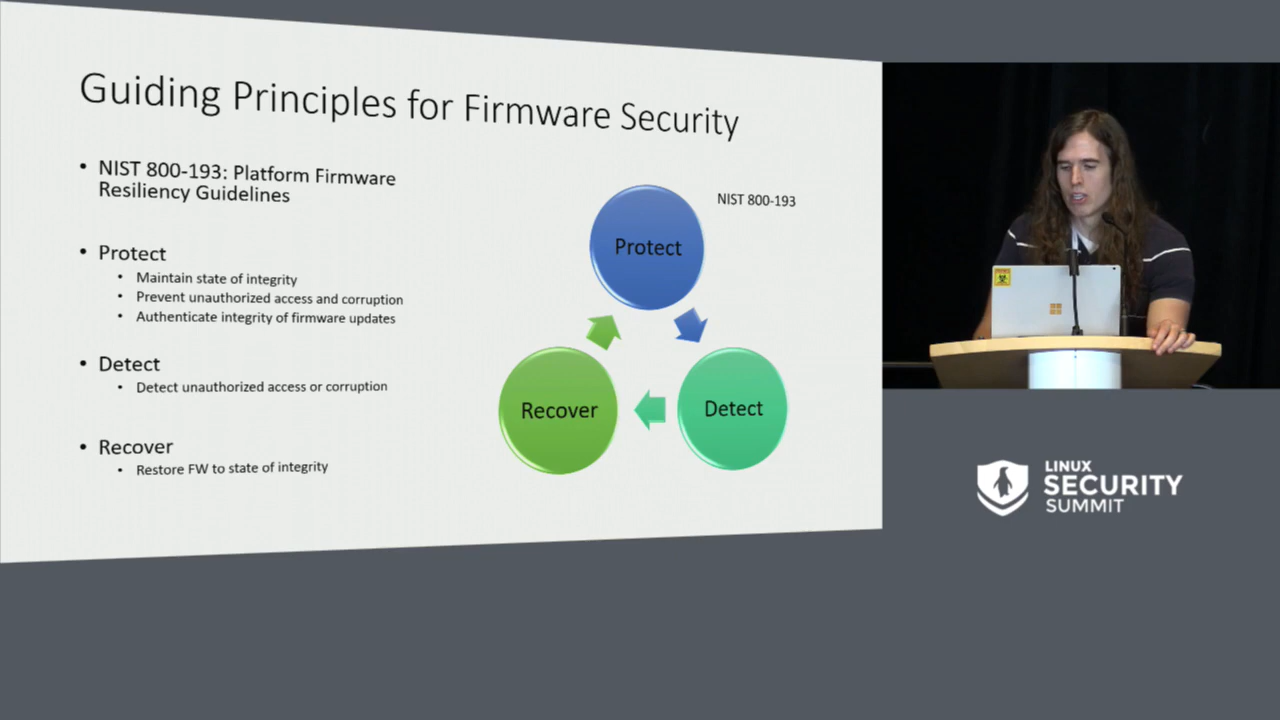 Guiding Principles for Firmware Security
• NIST 800-193: Platform Firmware
Resiliency Guidelines
• Protect
• Maintain state of integrity
• Prevent unauthorized access and corruption
• Authenticate integrity of firmware updates
• Detect
• Detect unauthorized access or corruption
• Recover
• Restore FW to state of integrity
NIST 800-193
Protect
Recover
Detect
LINUX
SECURITY
SUMMIT